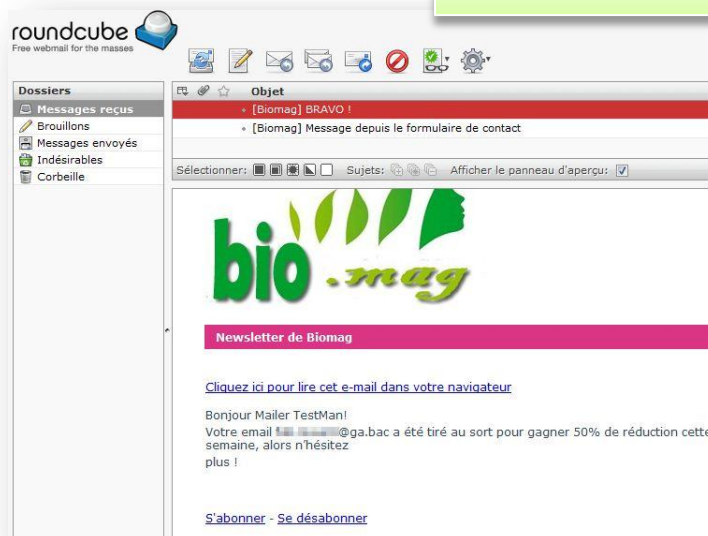 roundcube
Free webmail for the masses
Dossiers
Messages reçus
Brouillons
Messages envoyés
Indésirables
Corbeille
Objet
[Biomag] BRAVO !
[Biomag] Message depuis le formulaire de contact
Sélectionner: Sujets: Afficher le panneau d'aperçu:
bio.mag
Newsletter de Biomag
Cliquez ici pour lire cet e-mail dans votre navigateur
Bonjour Mailer TestMan!
Votre email @ga.bac a été tiré au sort pour gagner 50% de réduction cette
semaine, alors n'hésitez
plus !
S'abonner - Se désabonner